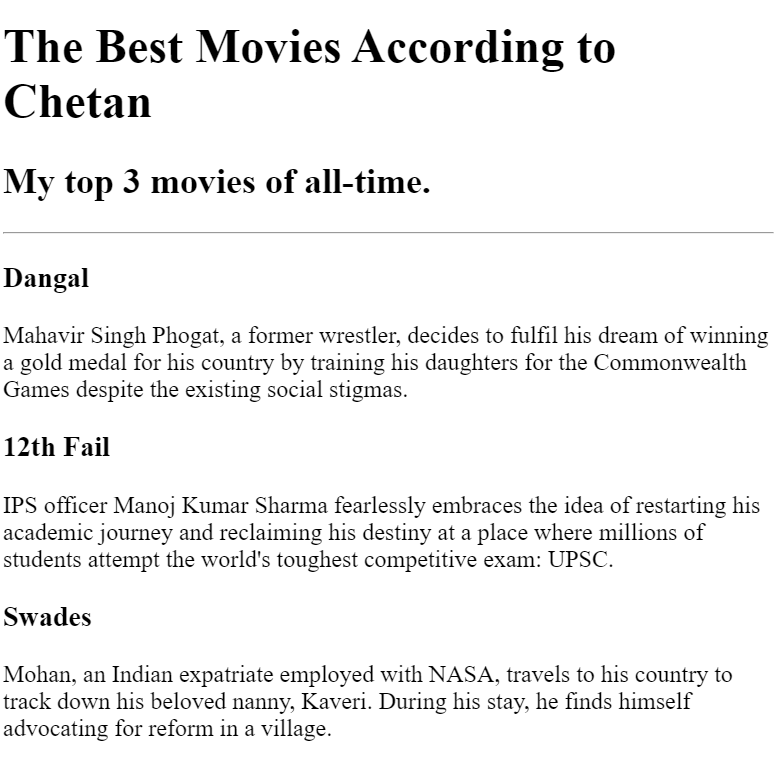 The Best Movies According to
Chetan
My top 3 movies of all-time.
Dangal
Mahavir Singh Phogat, a former wrestler, decides to fulfil his dream of winning
a gold medal for his country by training his daughters for the Commonwealth
Games despite the existing social stigmas.
12th Fail
IPS officer Manoj Kumar Sharma fearlessly embraces the idea of restarting his
academic journey and reclaiming his destiny at a place where millions of
students attempt the world's toughest competitive exam: UPSC.
Swades
Mohan, an Indian expatriate employed with NASA, travels to his country to
track down his beloved nanny, Kaveri. During his stay, he finds himself
advocating for reform in a village.